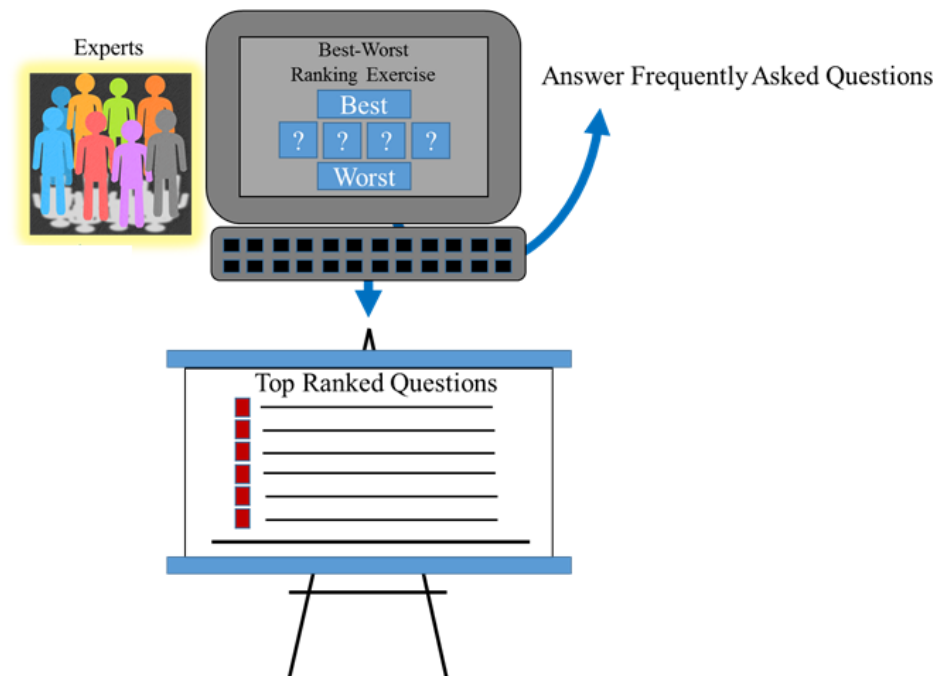 Experts
Best-Worst
Ranking Exercise
Best
? ? ? ?
Worst
Answer Frequently Asked Questions
Top Ranked Questions